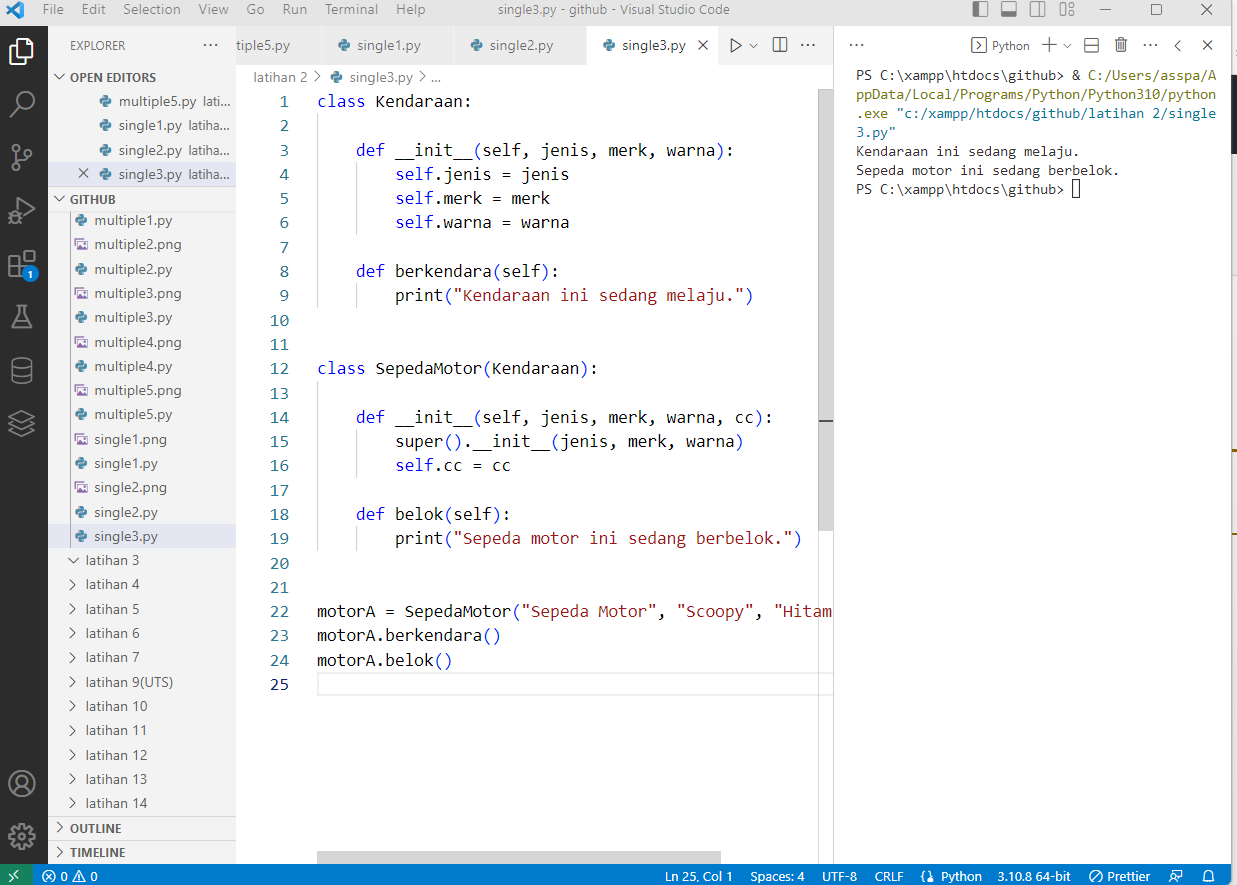 File Edit Selection View Go Run Terminal Help single3.py - github - Visual Studio Code
EXPLORER ···
OPEN EDITORS
multiple5.py lati...
single1.py latiha...
single2.py latiha...
single3.py latiha...
GITHUB
multiple1.py
multiple2.png
multiple2.py
multiple3.png
multiple3.py
multiple4.png
multiple4.py
multiple5.png
multiple5.py
single1.png
single1.py
single2.png
single2.py
single3.py
latihan 3
latihan 4
latihan 5
latihan 6
latihan 7
latihan 9(UTS)
latihan 10
latihan 11
latihan 12
latihan 13
latihan 14
OUTLINE
TIMELINE
1
tiple5.py single1.py single2.py single3.py
latihan 2 > single3.py > ...
1 class Kendaraan:
2
3 def __init__(self, jenis, merk, warna):
4 self.jenis = jenis
5 self.merk = merk
6 self.warna = warna
7
8 def berkendara(self):
9 print("Kendaraan ini sedang melaju.")
10
11
12 class SepedaMotor(Kendaraan):
13
14 def __init__(self, jenis, merk, warna, cc):
15 super().__init__(jenis, merk, warna)
16 self.cc = cc
17
18 def belok(self):
19 print("Sepeda motor ini sedang berbelok.")
20
21
22 motorA = SepedaMotor("Sepeda Motor", "Scoopy", "Hitam
23 motorA.berkendara()
24 motorA.belok()
25
Python
PS C:\xampp\htdocs\github> & C:/Users/asspa/A
ppData/Local/Programs/Python/Python310/python
.exe "c:/xampp/htdocs/github/latihan 2/single
3.py"
Kendaraan ini sedang melaju.
Sepeda motor ini sedang berbelok.
PS C:\xampp\htdocs\github>
0 0 Ln 25, Col 1 Spaces: 4 UTF-8 CRLF Python 3.10.8 64-bit Prettier